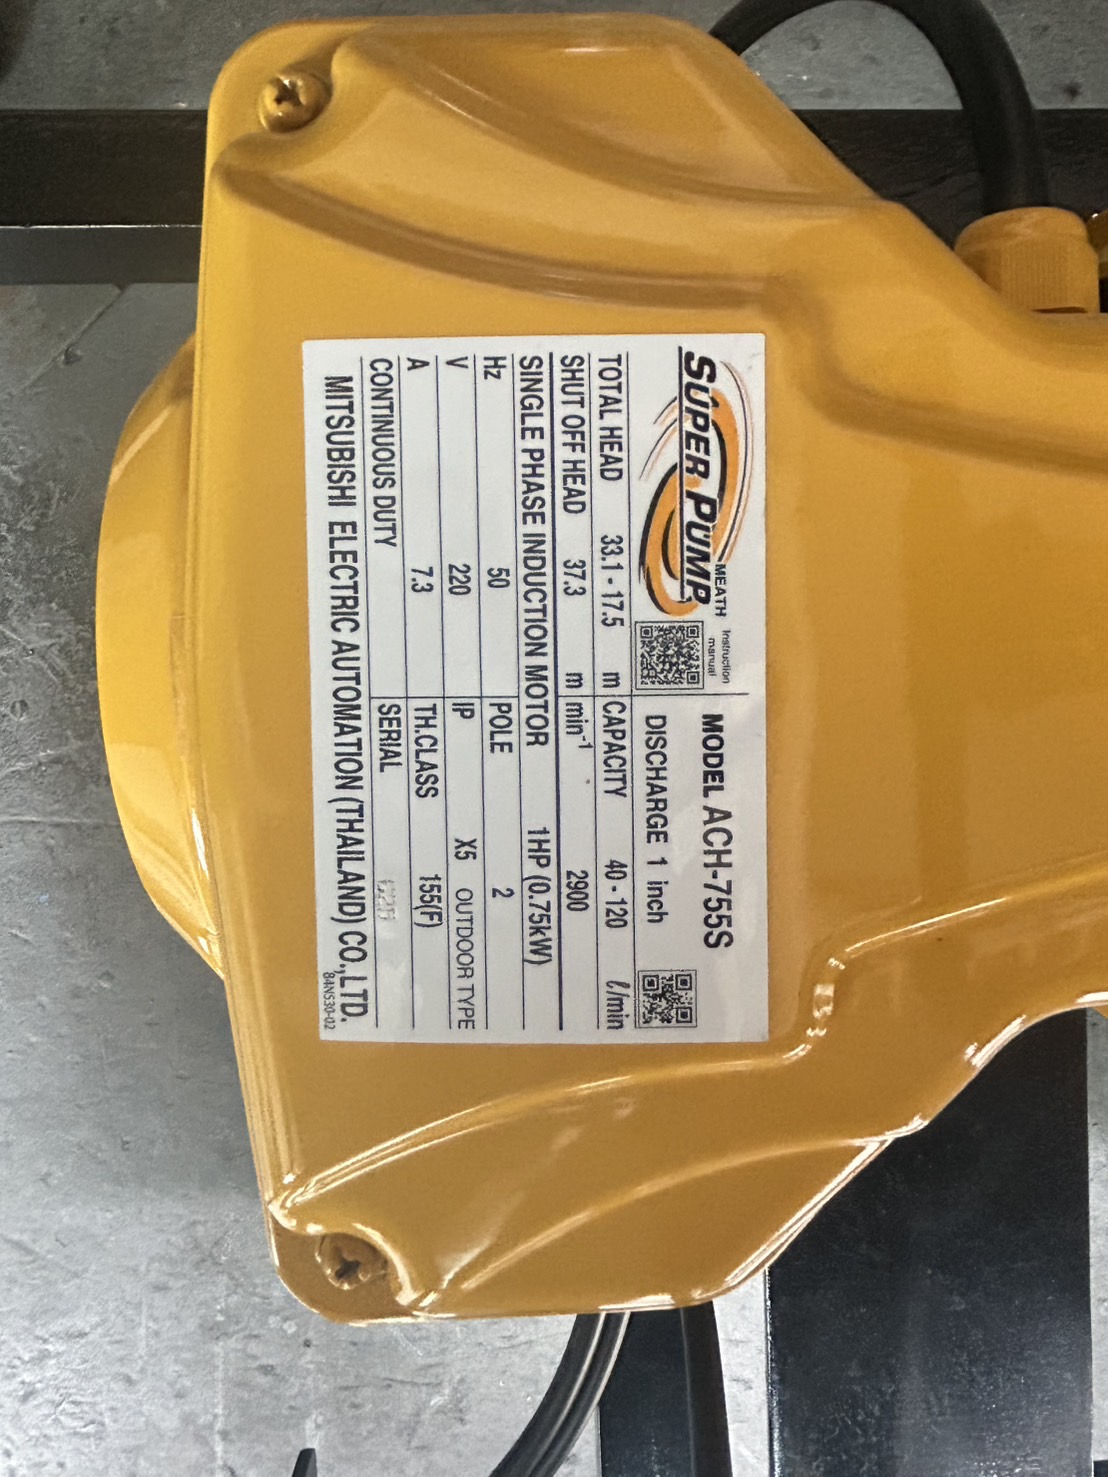 SUPER PUMP
MEATH
Instruction manual
MODEL ACH-755S
DISCHARGE 1 inch
TOTAL HEAD 33.1 - 17.5 m CAPACITY 40 - 120 ℓ/min
SHUT OFF HEAD 37.3 m min⁻¹ 2900
SINGLE PHASE INDUCTION MOTOR 1HP (0.75kW)
Hz 50 POLE 2
V 220 IP X5 OUTDOOR TYPE
A 7.3 TH.CLASS 155(F)
CONTINUOUS DUTY SERIAL
MITSUBISHI ELECTRIC AUTOMATION (THAILAND) CO.,LTD.
84N530-02